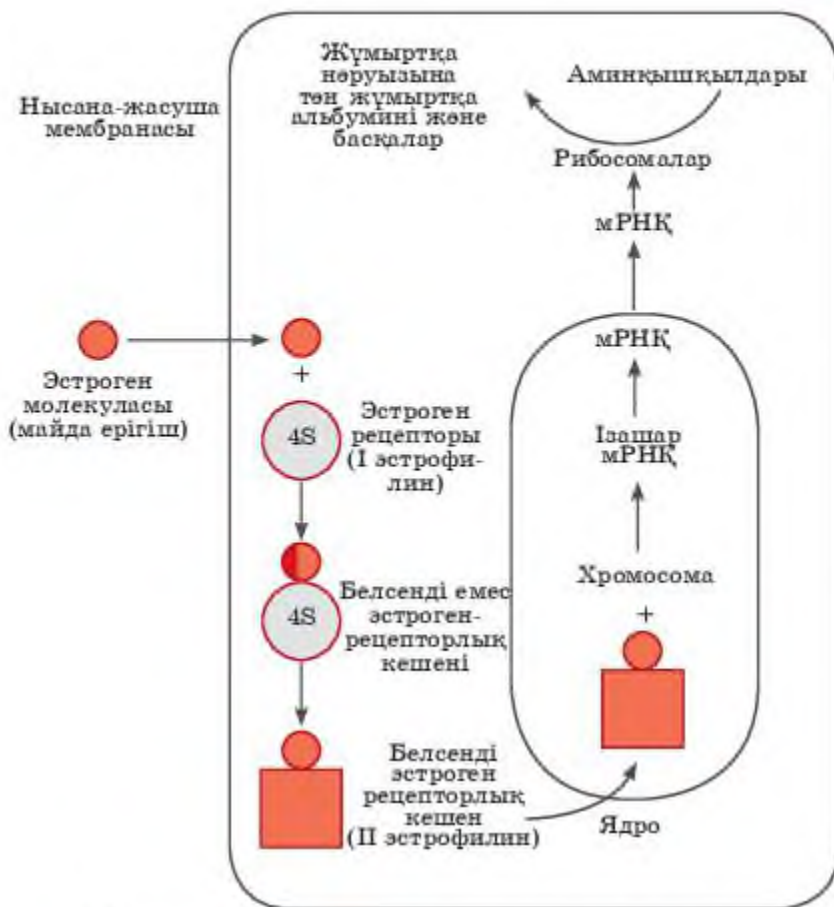 Жұмыртқа
нәруызына
тән жұмыртқа
альбумині және
басқалар
Аминқышқылдары
Нысана-жасуша
мембранасы
Рибосомалар
мРНҚ
мРНҚ
Эстроген
молекуласы
(майда ерігіш)
+
4S
Эстроген
рецепторы
(I эстрофи-
лин)
Ізашар
мРНҚ
Хромосома
+
4S
Белсенді емес
эстроген-
рецепторлық
кешені
Белсенді
эстроген
рецепторлық
кешен
(II эстрофилин)
Ядро